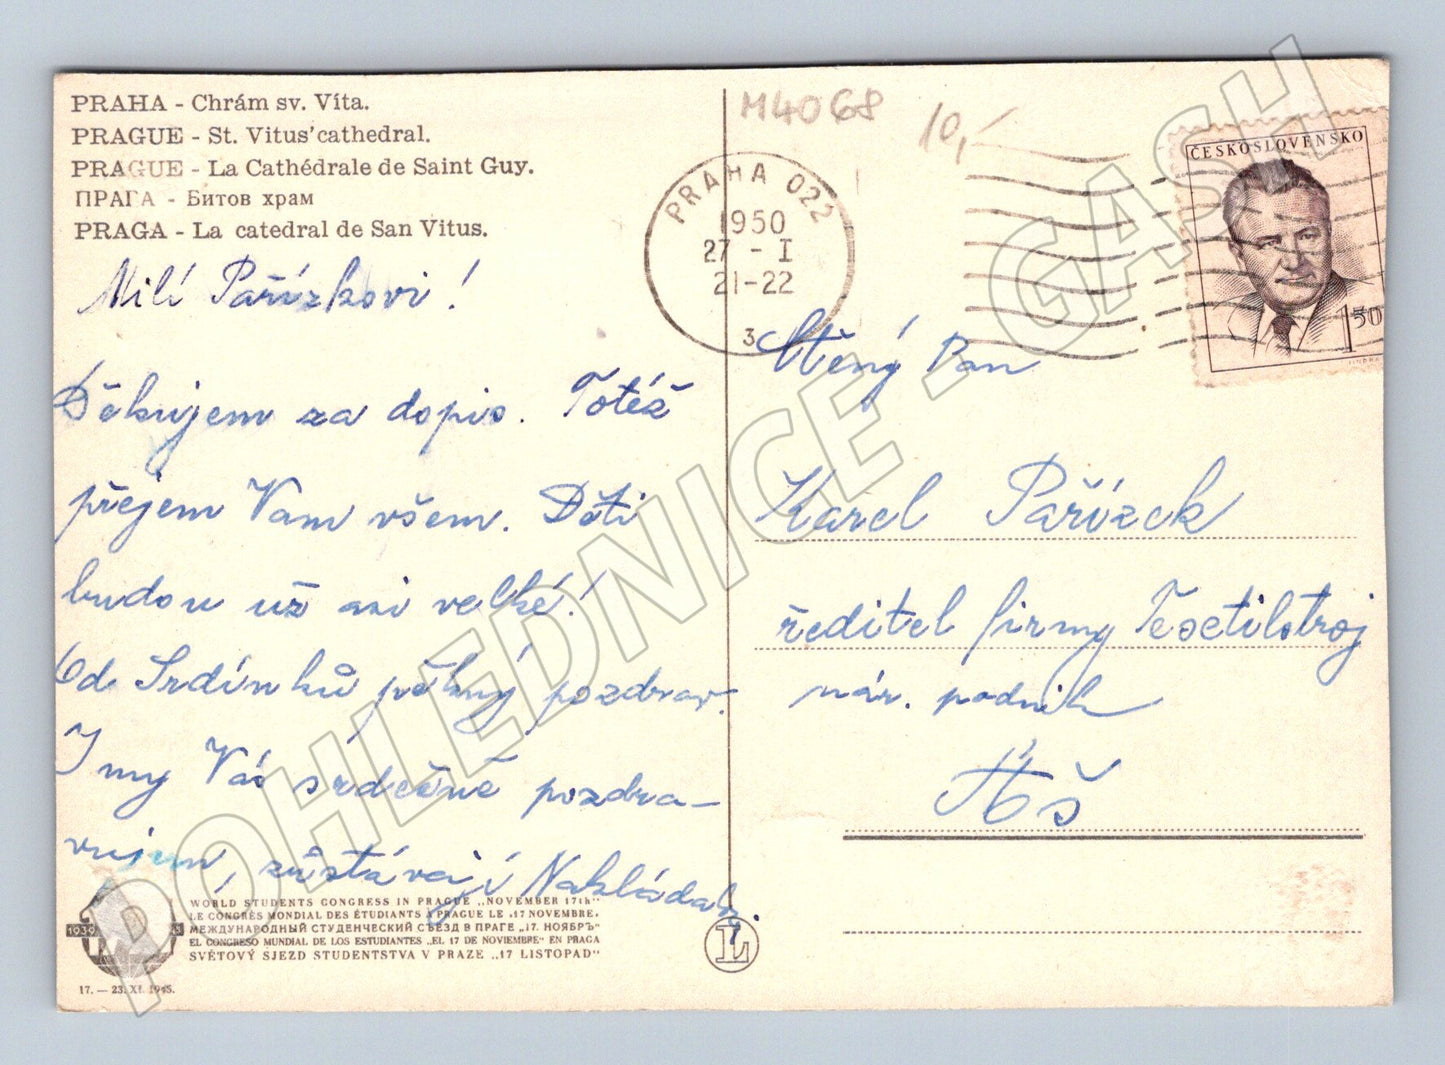 PRAHA - Chrám sv. Víta.
PRAGUE - St. Vitus' cathedral.
PRAGUE - La Cathédrale de Saint Guy.
ПРАГА - Битов храм
PRAGA - La catedral de San Vitus.
Milí Pařízkovi!
Děkujem za dopis. Totéž
přejem Vam všem. Děti
budou už asi velké!
Od Srdínků pěkný pozdrav.
I my Vás srdečně pozdra-
vujem, zůstávají Nakládalovi
WORLD STUDENTS CONGRESS IN PRAGUE „NOVEMBER 17th"
LE CONGRÈS MONDIAL DES ÉTUDIANTS À PRAGUE LE „17 NOVEMBRE„
МЕЖДУНАРОДНЫЙ СТУДЕНЧЕСКИЙ СЪЕЗД В ПРАГЕ „17. НОЯБРЪ"
EL CONGRESO MUNDIAL DE LOS ESTUDIANTES „EL 17 DE NOVIEMBRE" EN PRAGA
SVĚTOVÝ SJEZD STUDENTSTVA V PRAZE „17 LISTOPAD"
1939
17. — 23. XI. 1945.
L
M4068
10,-
PRAHA 022
1950
27 - I
21-22
3
ČESKOSLOVENSKO
1 50
Ctěný Pan
Karel Pařízek
ředitel firmy Tesetilstroj
nár. podnik
Aš
POHLEDNICE - GASH